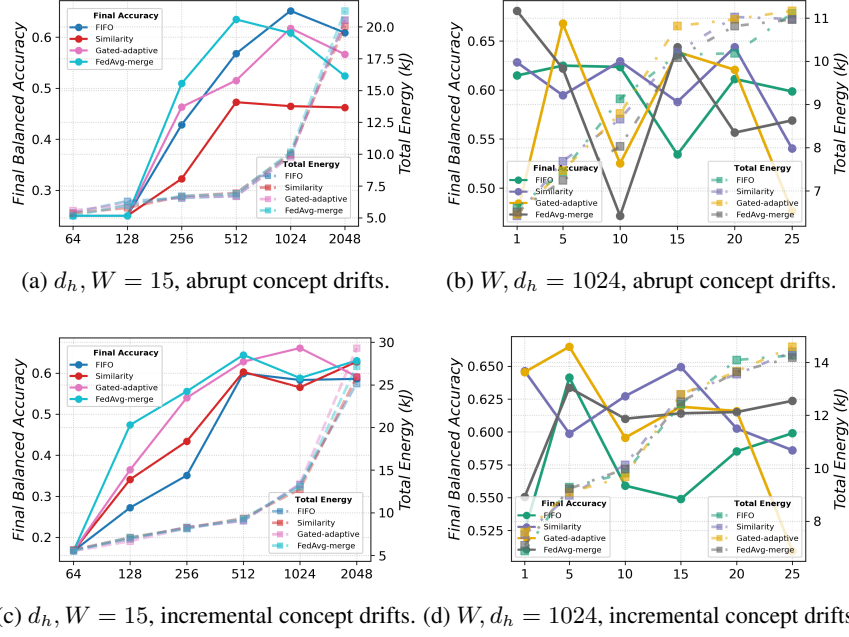 Final Balanced Accuracy
0.6
0.5
0.4
0.3
Final Accuracy
FIFO
Similarity
Gated-adaptive
FedAvg-merge
Total Energy
FIFO
Similarity
Gated-adaptive
FedAvg-merge
20.0
17.5
15.0
12.5
10.0
7.5
5.0
Total Energy (kJ)
64 128 256 512 1024 2048
(a) d_h, W = 15, abrupt concept drifts.
Final Balanced Accuracy
0.65
0.60
0.55
0.50
Final Accuracy
FIFO
Similarity
Gated-adaptive
FedAvg-merge
Total Energy
FIFO
Similarity
Gated-adaptive
FedAvg-merge
11
10
9
8
7
Total Energy (kJ)
1 5 10 15 20 25
(b) W, d_h = 1024, abrupt concept drifts.
Final Balanced Accuracy
0.6
0.5
0.4
0.3
0.2
Final Accuracy
FIFO
Similarity
Gated-adaptive
FedAvg-merge
Total Energy
FIFO
Similarity
Gated-adaptive
FedAvg-merge
30
25
20
15
10
5
Total Energy (kJ)
64 128 256 512 1024 2048
(c) d_h, W = 15, incremental concept drifts.
Final Balanced Accuracy
0.650
0.625
0.600
0.575
0.550
0.525
Final Accuracy
FIFO
Similarity
Gated-adaptive
FedAvg-merge
Total Energy
FIFO
Similarity
Gated-adaptive
FedAvg-merge
14
12
10
8
Total Energy (kJ)
1 5 10 15 20 25
(d) W, d_h = 1024, incremental concept drifts